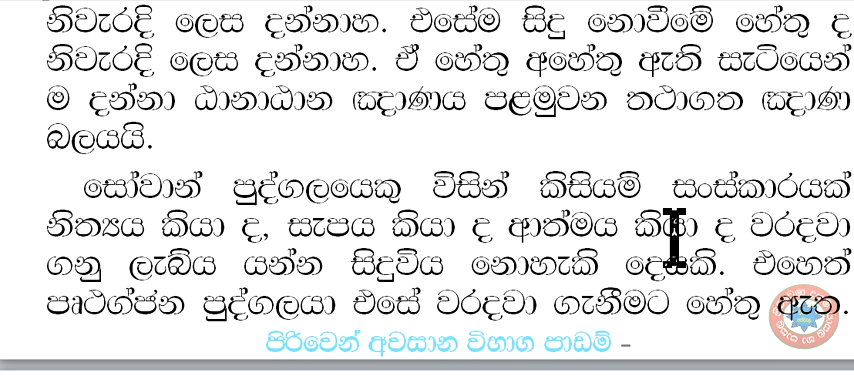 නිවැරදි ලෙස දන්නාහ. එසේම සිදු නොවීමේ හේතු ද
නිවැරදි ලෙස දන්නාහ. ඒ හේතු අහේතු ඇති සැටියෙන්
ම දන්නා ඨානාඨාන ඤාණය පළමුවන තථාගත ඤාණ
බලයයි.
සෝවාන් පුද්ගලයෙකු විසින් කිසියම් සංස්කාරයක්
නිත්‍යය කියා ද, සැපය කියා ද ආත්මය කියා ද වරදවා
ගනු ලැබිය යන්න සිදුවිය නොහැකි දෙයකි. එහෙත්
පෘථග්ජන පුද්ගලයා එසේ වරදවා ගැනීමට හේතු ඇත.
පිරිවෙන් අවසාන විභාග පාඩම් -